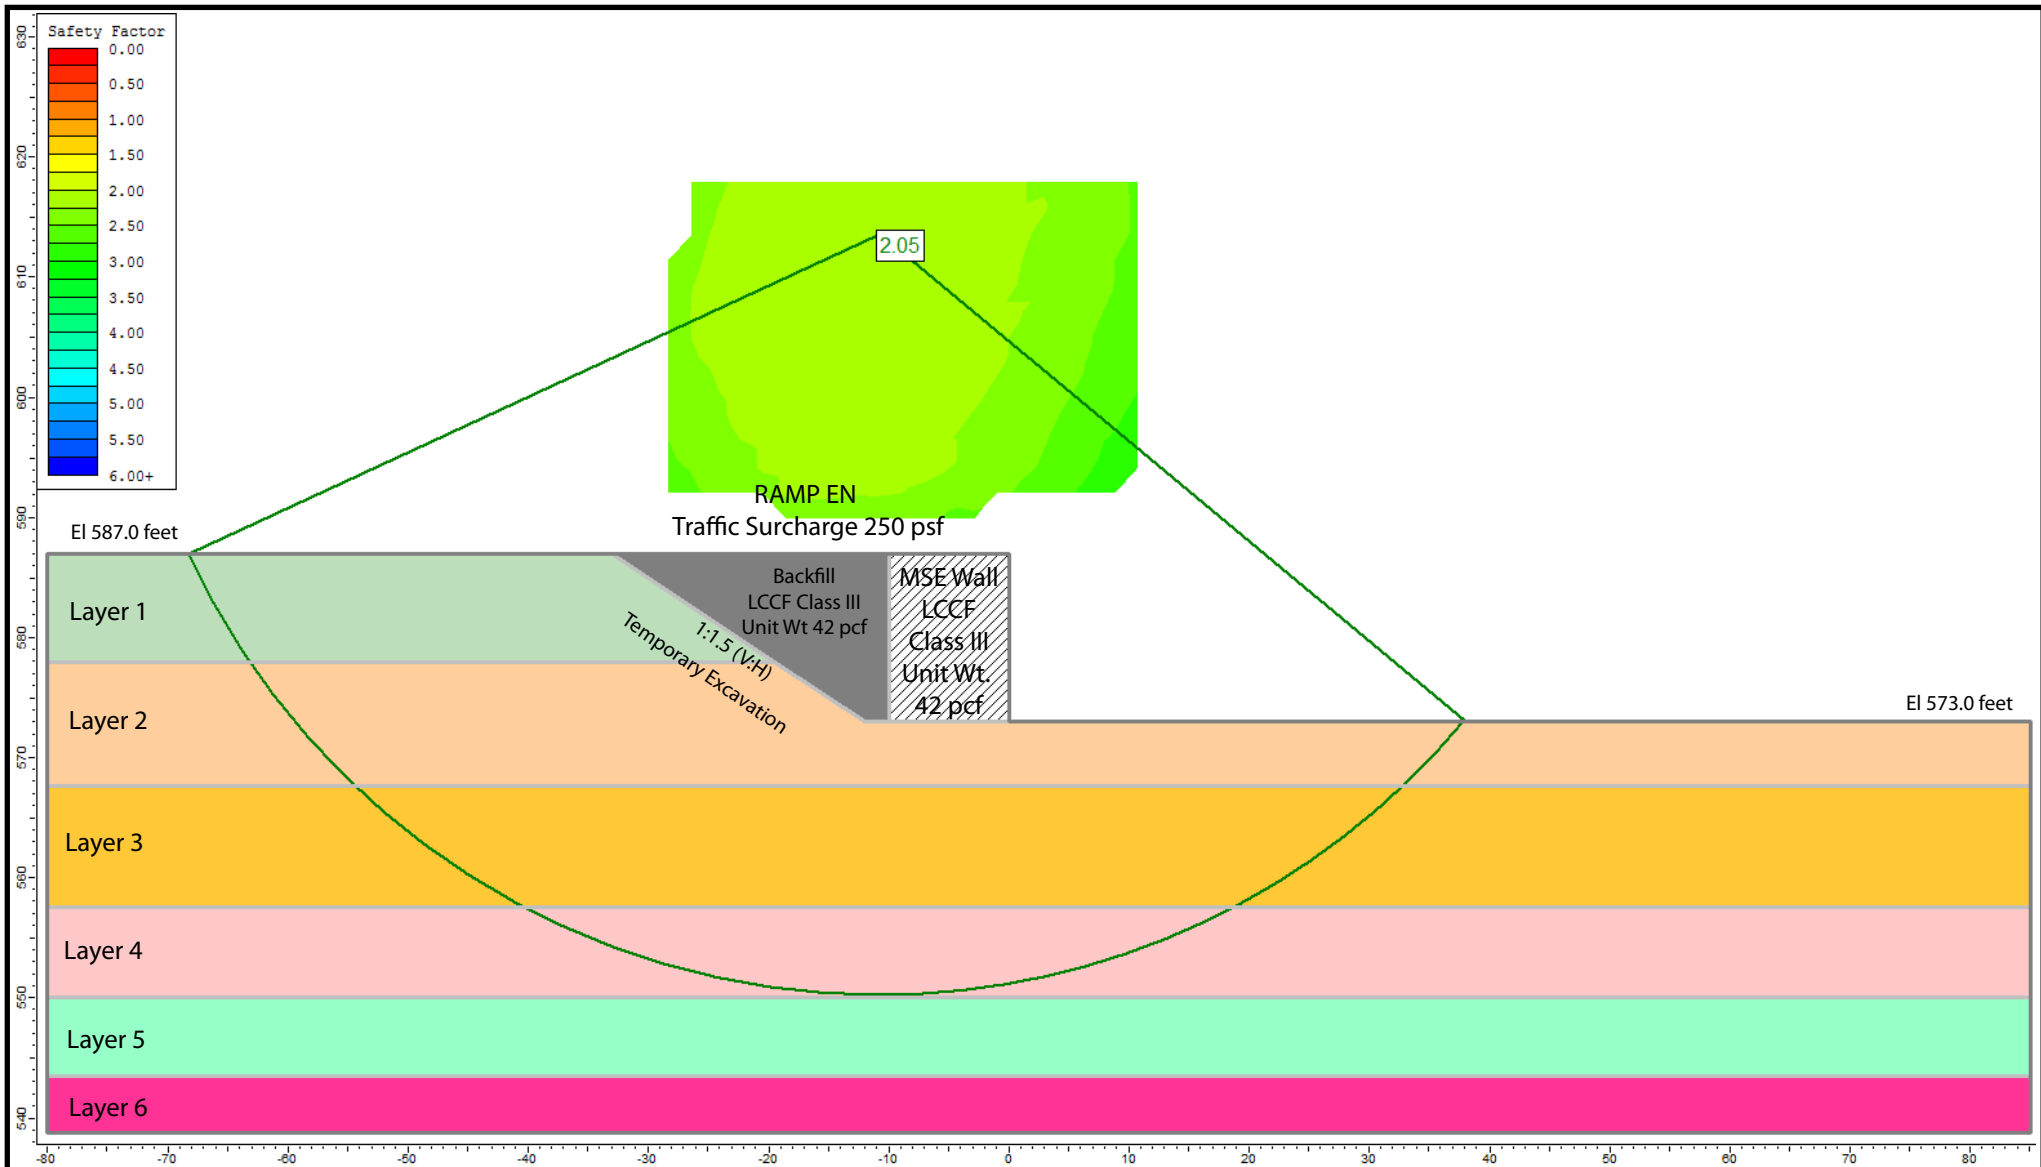 Safety Factor
0.00
0.50
1.00
1.50
2.00
2.50
3.00
3.50
4.00
4.50
5.00
5.50
6.00+
630
620
610
600
590
580
570
560
550
540
2.05
RAMP EN
Traffic Surcharge 250 psf
El 587.0 feet
El 573.0 feet
Backfill
LCCF Class III
Unit Wt 42 pcf
MSE Wall
LCCF
Class III
Unit Wt.
42 pcf
1:1.5 (V:H)
Temporary Excavation
Layer 1
Layer 2
Layer 3
Layer 4
Layer 5
Layer 6
-80 -70 -60 -50 -40 -30 -20 -10 0 10 20 30 40 50 60 70 80